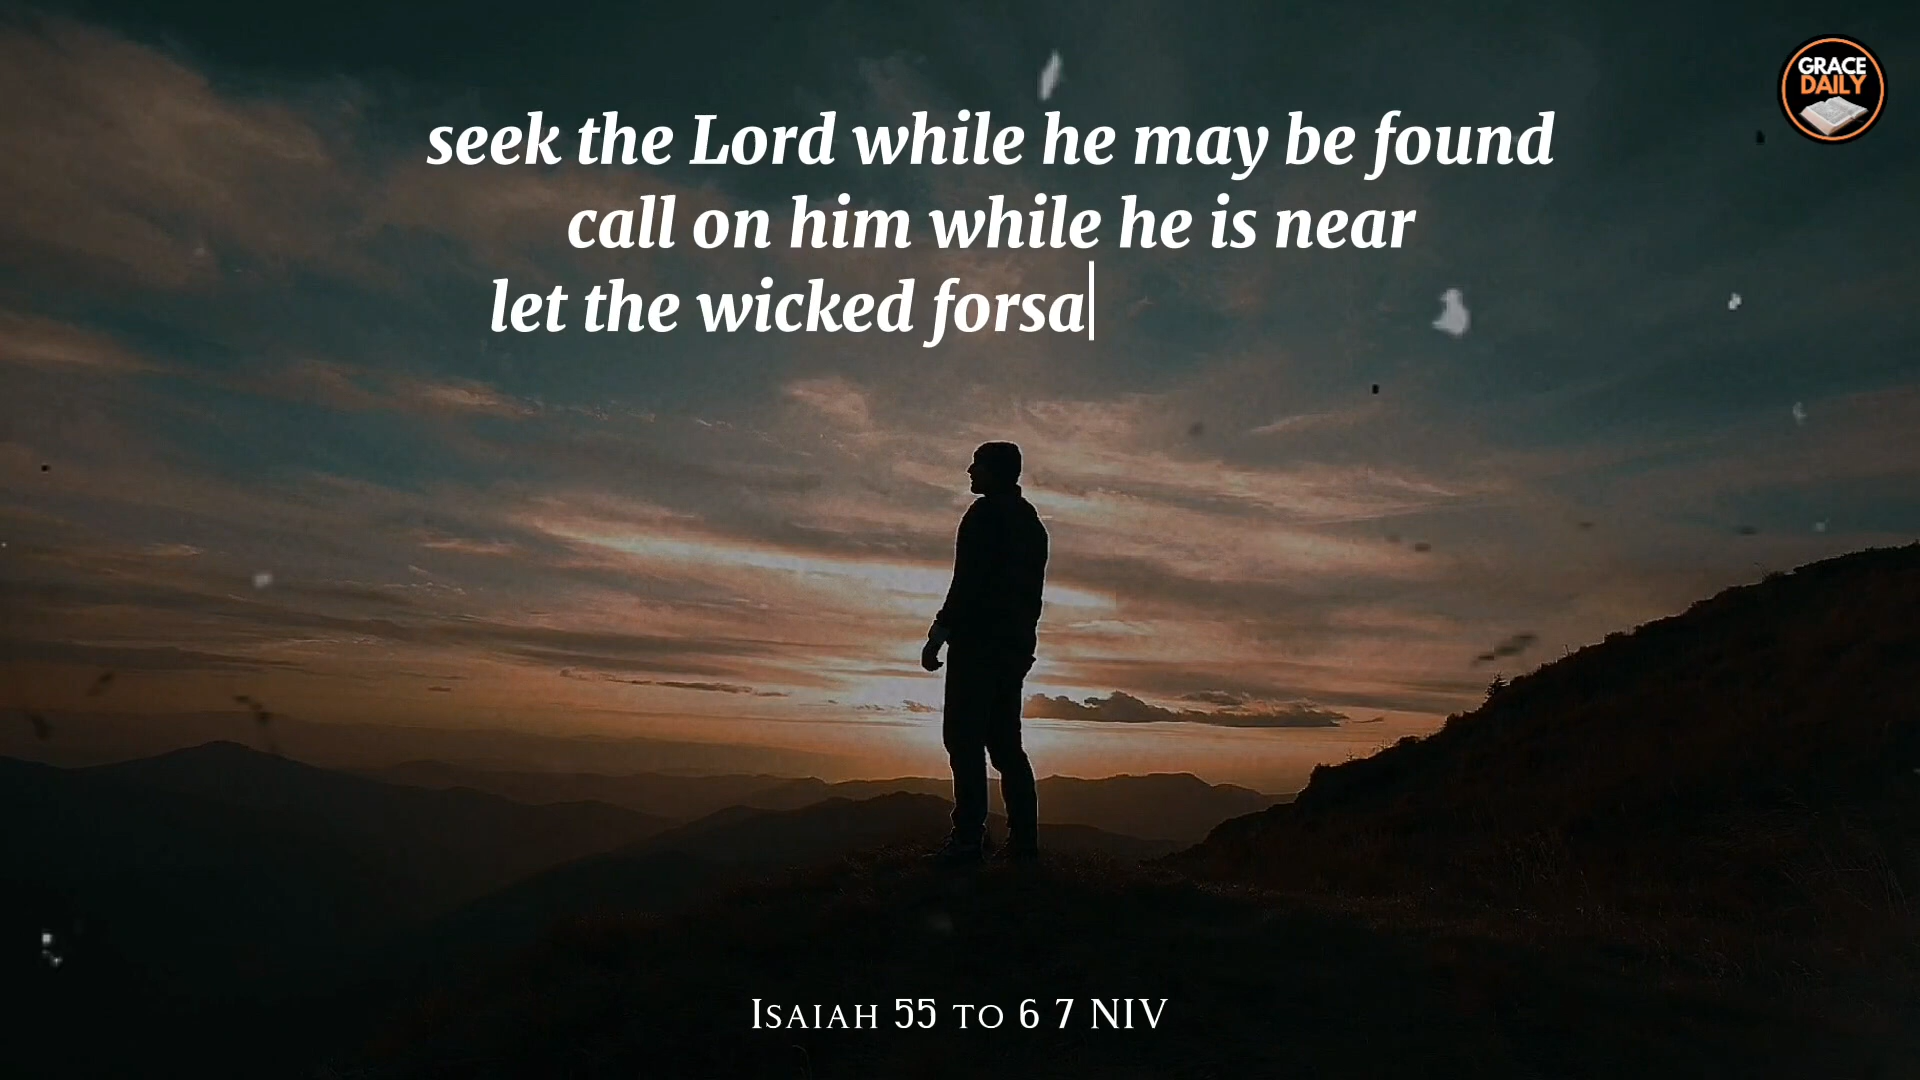 GRACE
DAILY
seek the Lord while he may be found
call on him while he is near
let the wicked forsa
Isaiah 55 to 6 7 NIV